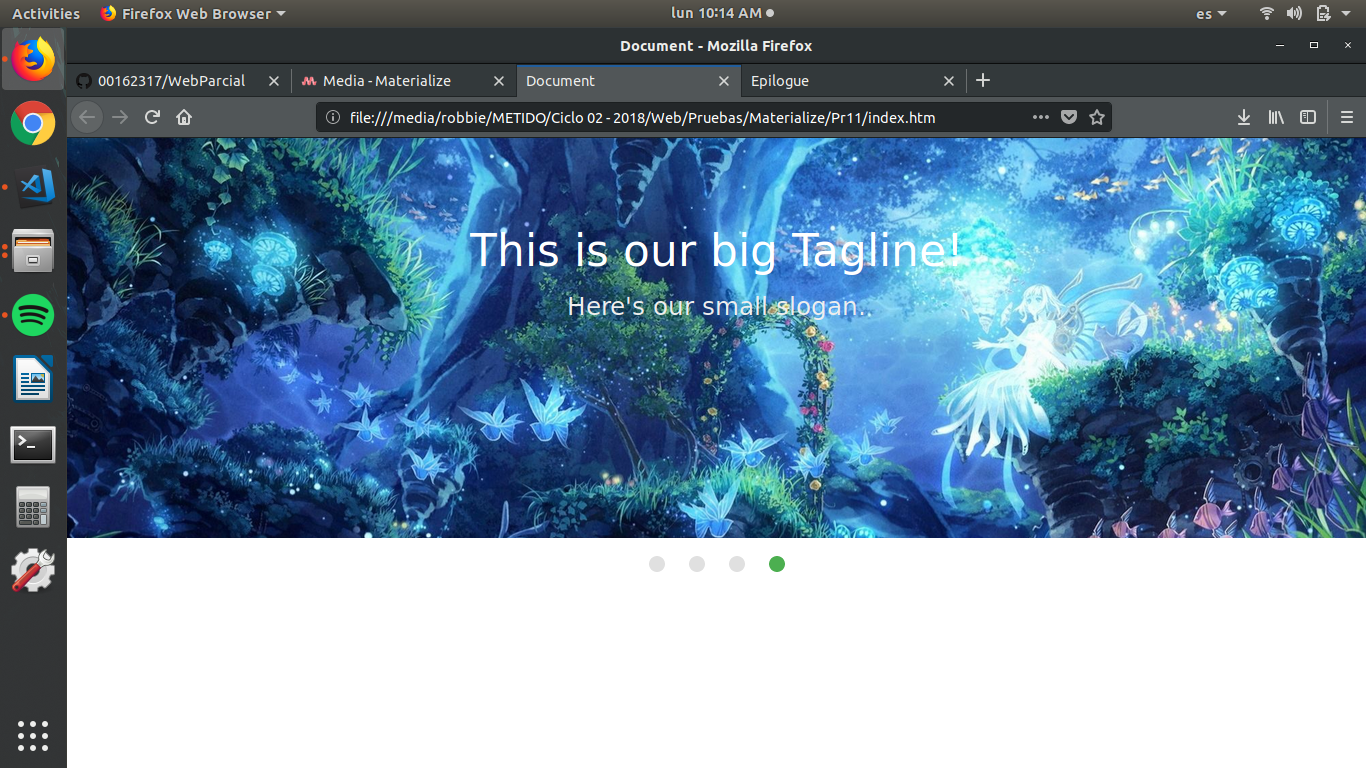 Activities
Firefox Web Browser
lun 10:14 AM
es
Document - Mozilla Firefox
00162317/WebParcial
Media - Materialize
Document
Epilogue
file:///media/robbie/METIDO/Ciclo 02 - 2018/Web/Pruebas/Materialize/Pr11/index.htm
This is our big Tagline!
Here's our small slogan..